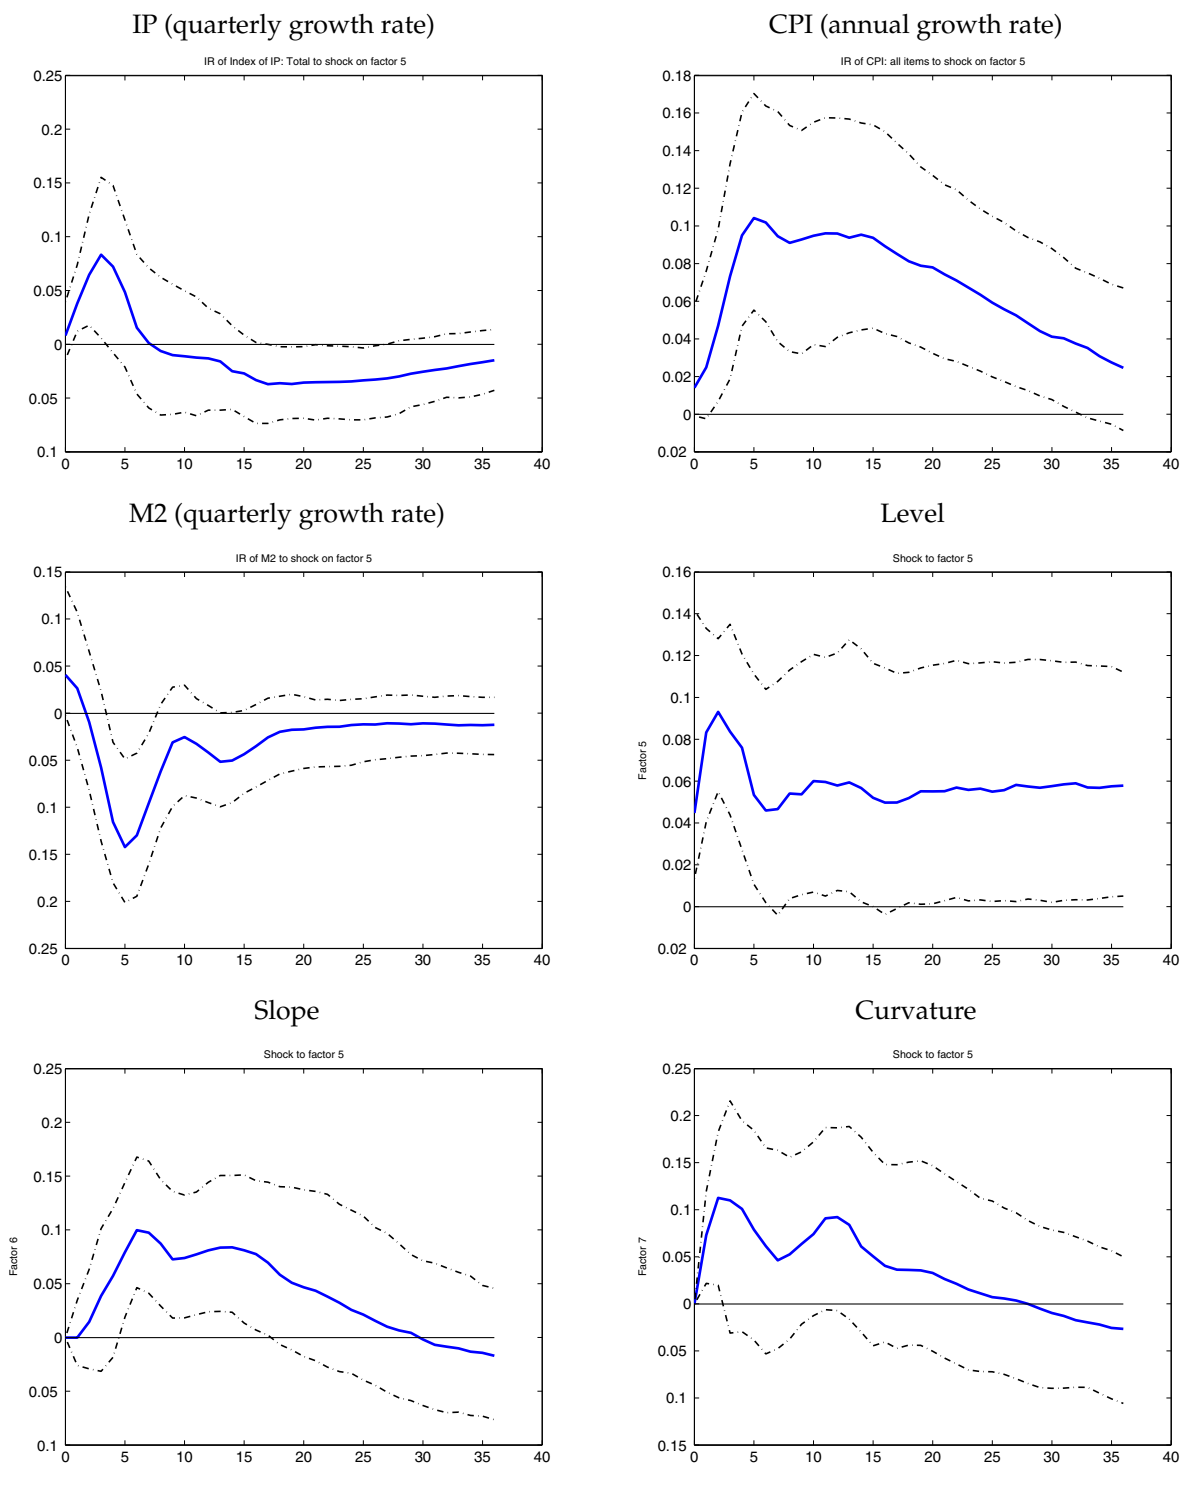 IP (quarterly growth rate)
IR of Index of IP: Total to shock on factor 5
0.25
0.2
0.15
0.1
0.05
0
0.05
0.1
0 5 10 15 20 25 30 35 40
CPI (annual growth rate)
IR of CPI: all items to shock on factor 5
0.18
0.16
0.14
0.12
0.1
0.08
0.06
0.04
0.02
0
0.02
0 5 10 15 20 25 30 35 40
M2 (quarterly growth rate)
IR of M2 to shock on factor 5
0.15
0.1
0.05
0
0.05
0.1
0.15
0.2
0.25
0 5 10 15 20 25 30 35 40
Level
Shock to factor 5
Factor 5
0.16
0.14
0.12
0.1
0.08
0.06
0.04
0.02
0
0.02
0 5 10 15 20 25 30 35 40
Slope
Shock to factor 5
Factor 6
0.25
0.2
0.15
0.1
0.05
0
0.05
0.1
0 5 10 15 20 25 30 35 40
Curvature
Shock to factor 5
Factor 7
0.25
0.2
0.15
0.1
0.05
0
0.05
0.1
0.15
0 5 10 15 20 25 30 35 40